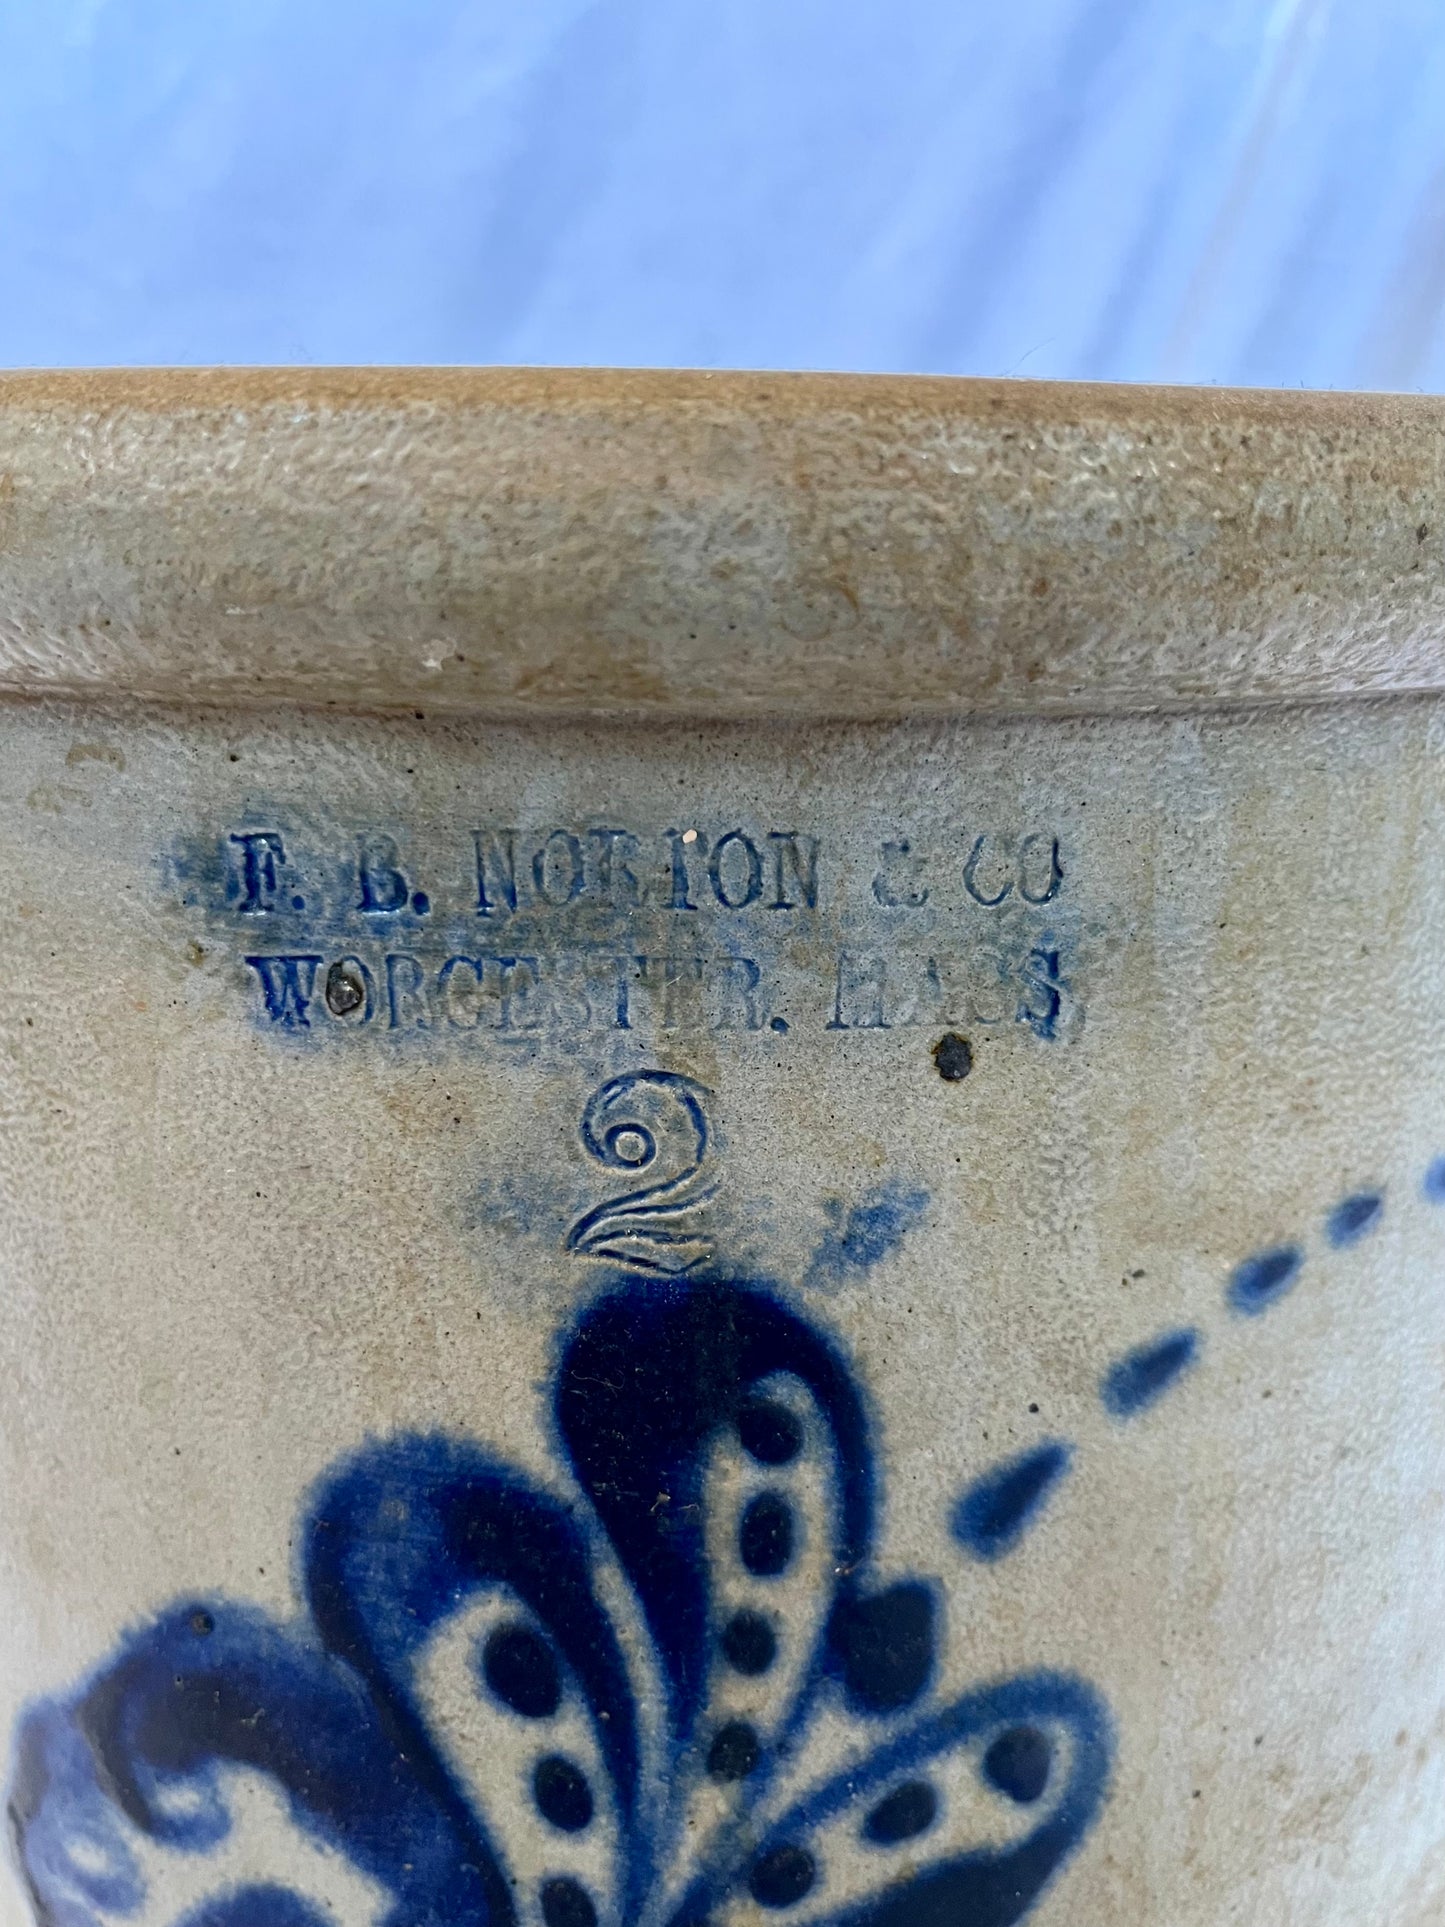 F. B. NORTON & CO
WORCESTER. MASS
2